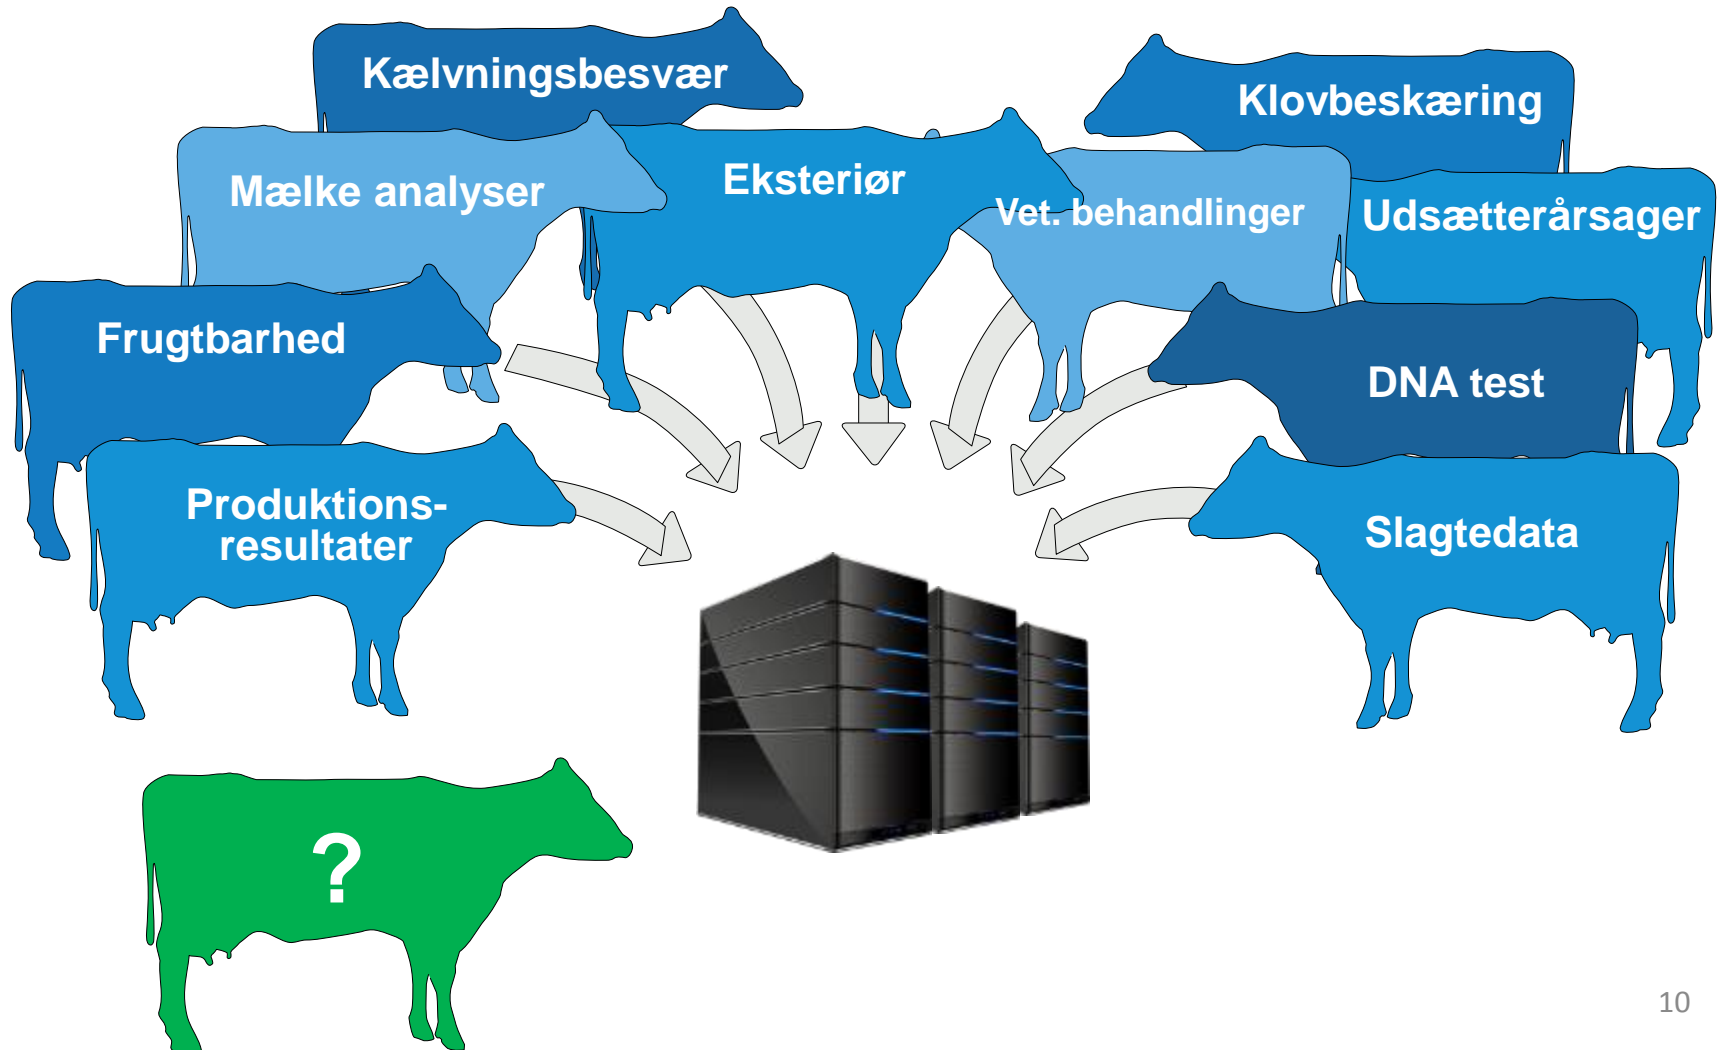 Kælvningsbesvær
Klovbeskæring
Mælke analyser
Eksteriør
Vet. behandlinger
Udsætterårsager
Frugtbarhed
DNA test
Produktions-
resultater
Slagtedata
?
10